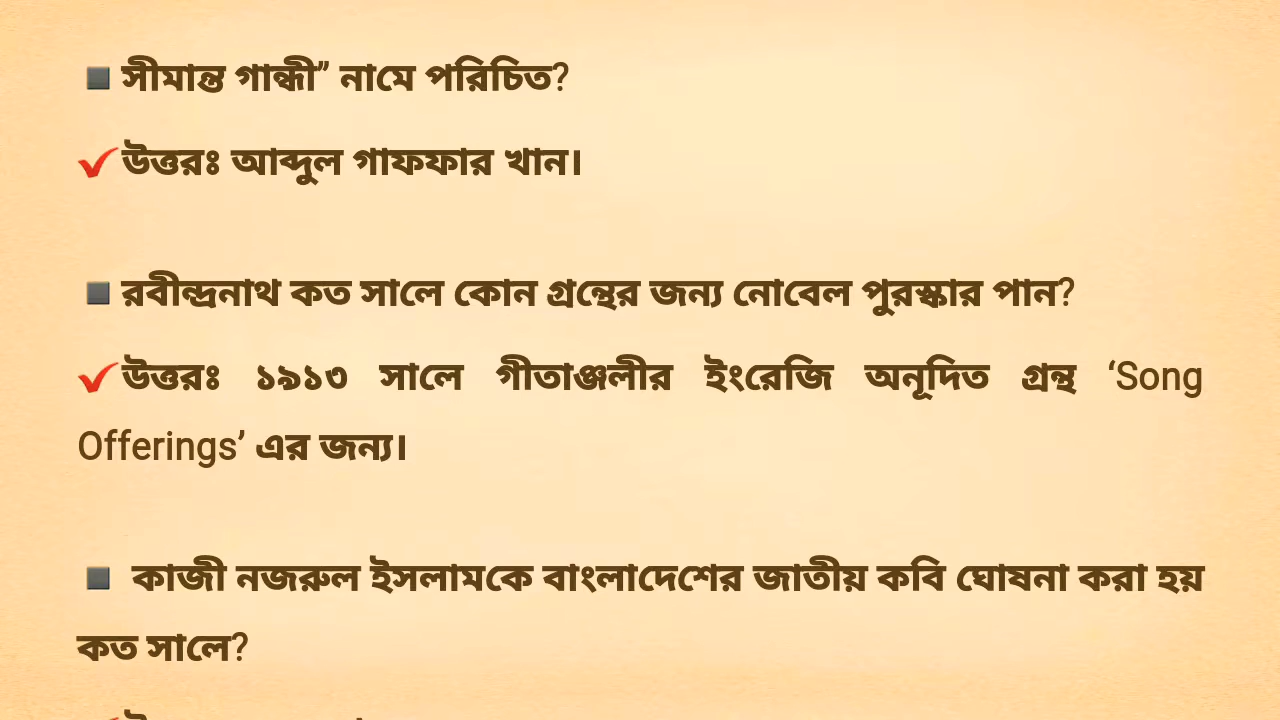 ◾ সীমান্ত গান্ধী” নামে পরিচিত?
✔উত্তরঃ আব্দুল গাফফার খান।
◾ রবীন্দ্রনাথ কত সালে কোন গ্রন্থের জন্য নোবেল পুরস্কার পান?
✔উত্তরঃ ১৯১৩ সালে গীতাঞ্জলীর ইংরেজি অনূদিত গ্রন্থ ‘Song
Offerings’ এর জন্য।
◾ কাজী নজরুল ইসলামকে বাংলাদেশের জাতীয় কবি ঘোষনা করা হয়
কত সালে?